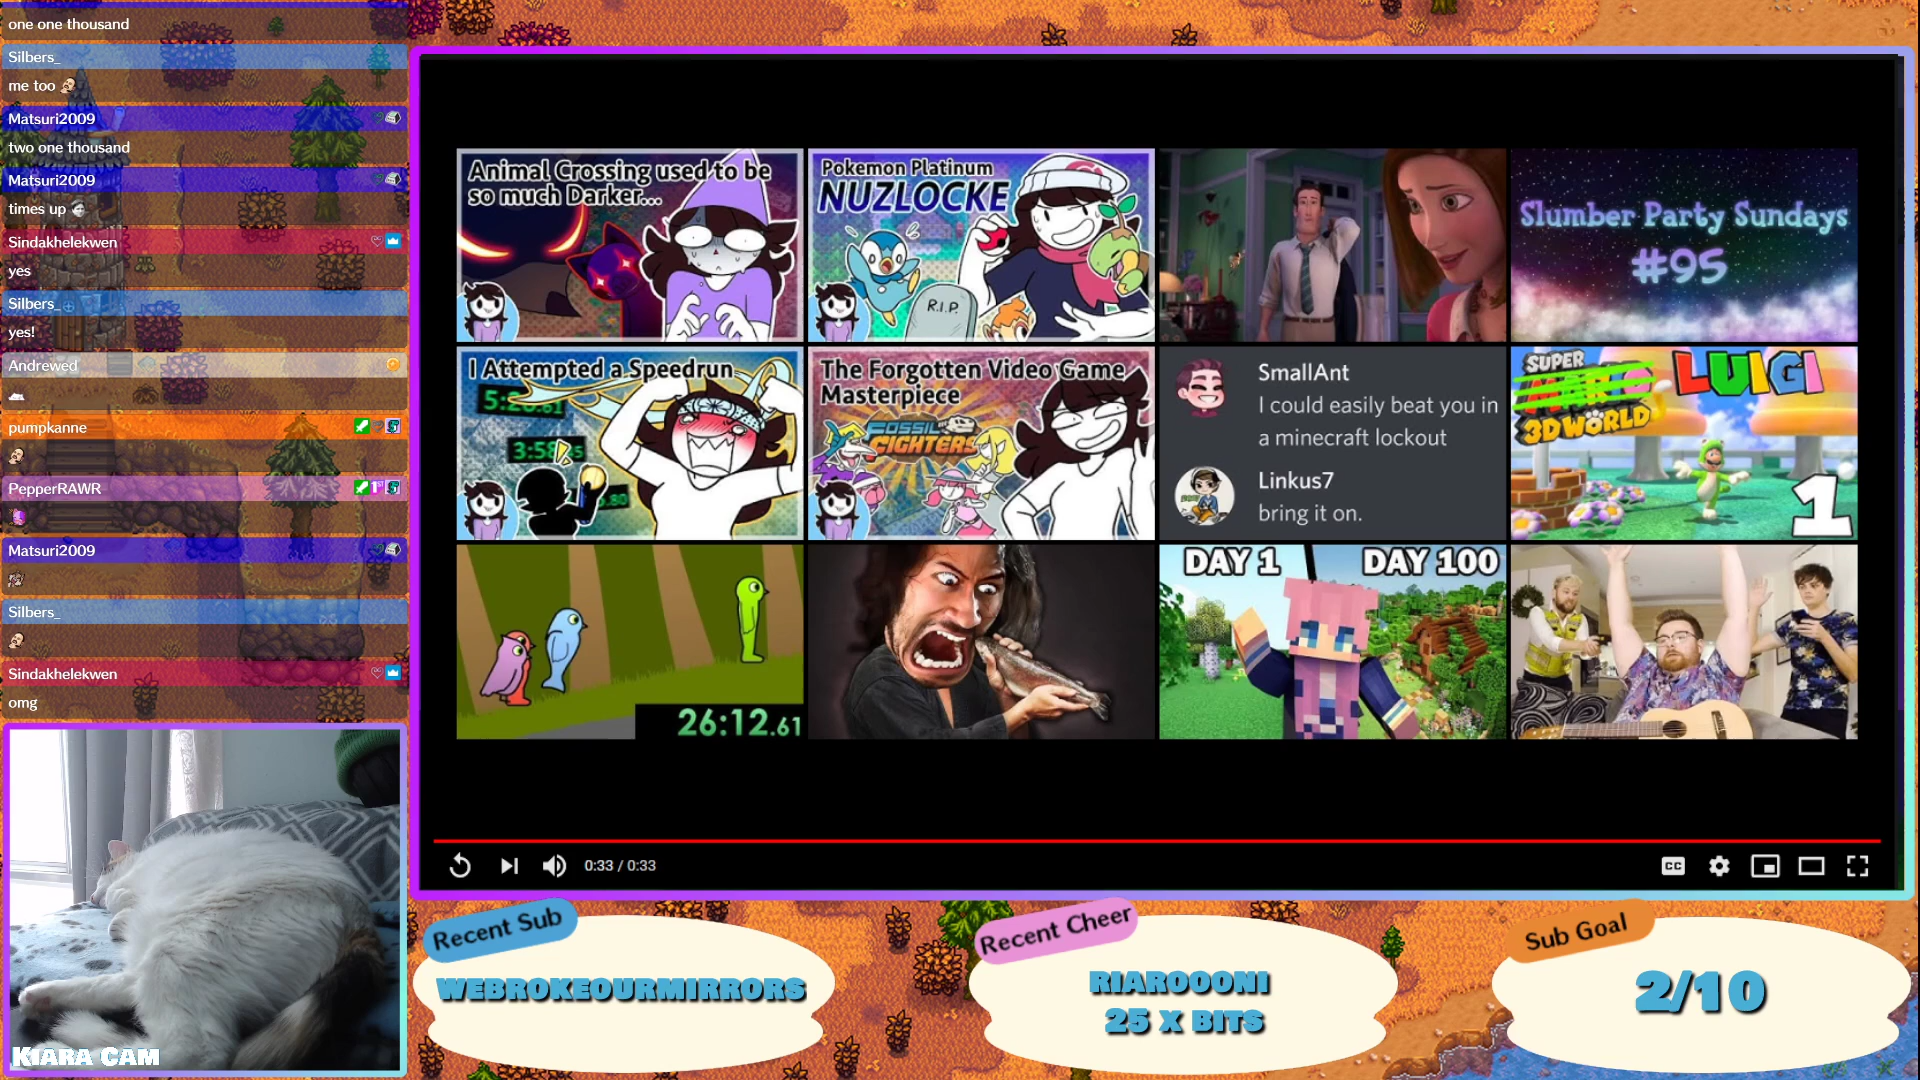 one one thousand
Silbers_
me too
Matsuri2009
two one thousand
Matsuri2009
times up
Sindakhelekwen
yes
Silbers_
yes!
Andrewed
pumpkanne
PepperRAWR
Matsuri2009
Silbers_
Sindakhelekwen
omg
KIARA CAM
Animal Crossing used to be
so much Darker...
Pokemon Platinum
NUZLOCKE
R.I.P.
Slumber Party Sundays
#95
I Attempted a Speedrun
The Forgotten Video Game
Masterpiece
FOSSIL
FIGHTERS
SmallAnt
I could easily beat you in
a minecraft lockout
Linkus7
bring it on.
SUPER
LUIGI
3D WORLD
1
26:12.61
DAY 1
DAY 100
0:33 / 0:33
CC
Recent Sub
WEBROKEOURMIRRORS
Recent Cheer
RIAROOONI
25 X BITS
Sub Goal
2/10